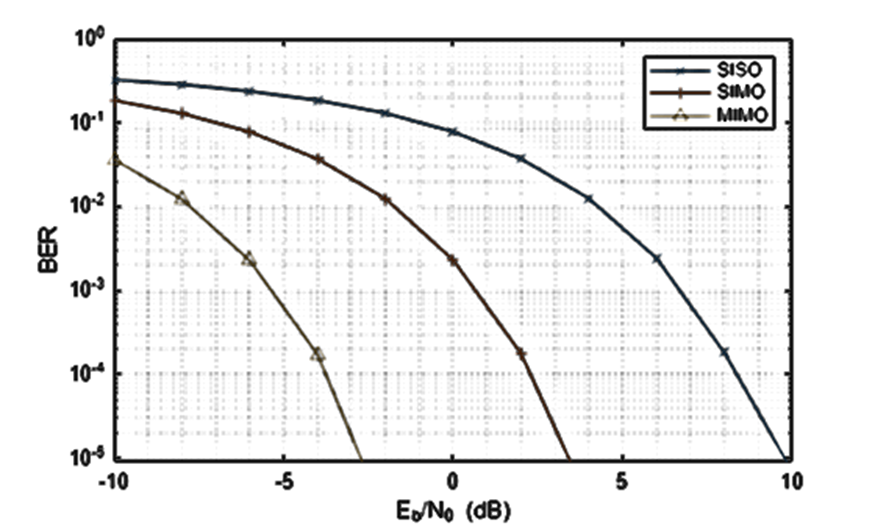 10⁰
10⁻¹
10⁻²
10⁻³
10⁻⁴
10⁻⁵
BER
-10 -5 0 5 10
E_b/N_0 (dB)
SISO
SIMO
MIMO